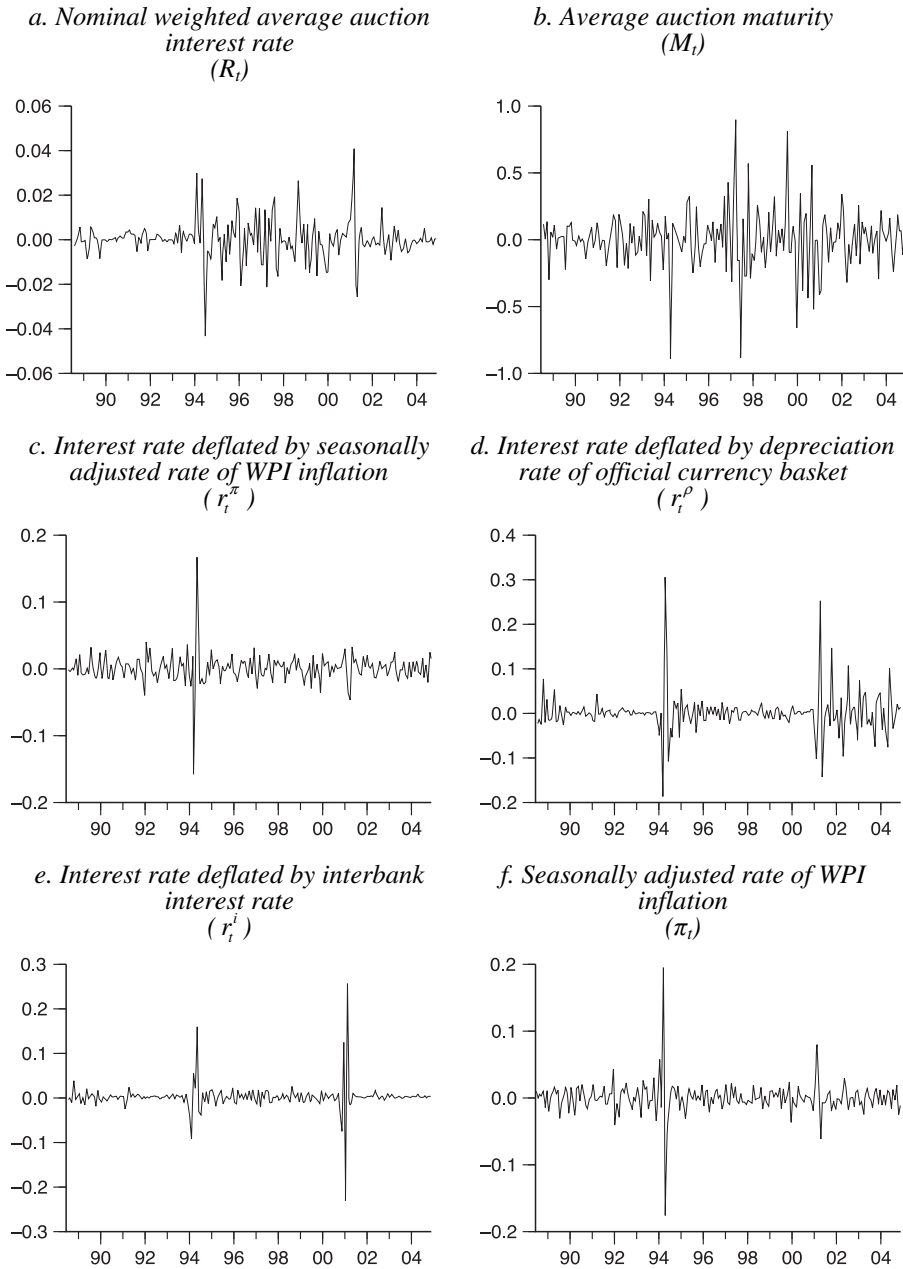 a. Nominal weighted average auction
interest rate
(Rt)
b. Average auction maturity
(Mt)
0.06
0.04
0.02
0.00
–0.02
–0.04
–0.06
90 92 94 96 98 00 02 04
1.0
0.5
0.0
–0.5
–1.0
90 92 94 96 98 00 02 04
c. Interest rate deflated by seasonally
adjusted rate of WPI inflation
( r_t^π )
d. Interest rate deflated by depreciation
rate of official currency basket
( r_t^ρ )
0.2
0.1
0.0
–0.1
–0.2
90 92 94 96 98 00 02 04
0.4
0.3
0.2
0.1
0.0
–0.1
–0.2
90 92 94 96 98 00 02 04
e. Interest rate deflated by interbank
interest rate
( r_t^i )
f. Seasonally adjusted rate of WPI
inflation
(πt)
0.3
0.2
0.1
0.0
–0.1
–0.2
–0.3
90 92 94 96 98 00 02 04
0.2
0.1
0.0
–0.1
–0.2
90 92 94 96 98 00 02 04